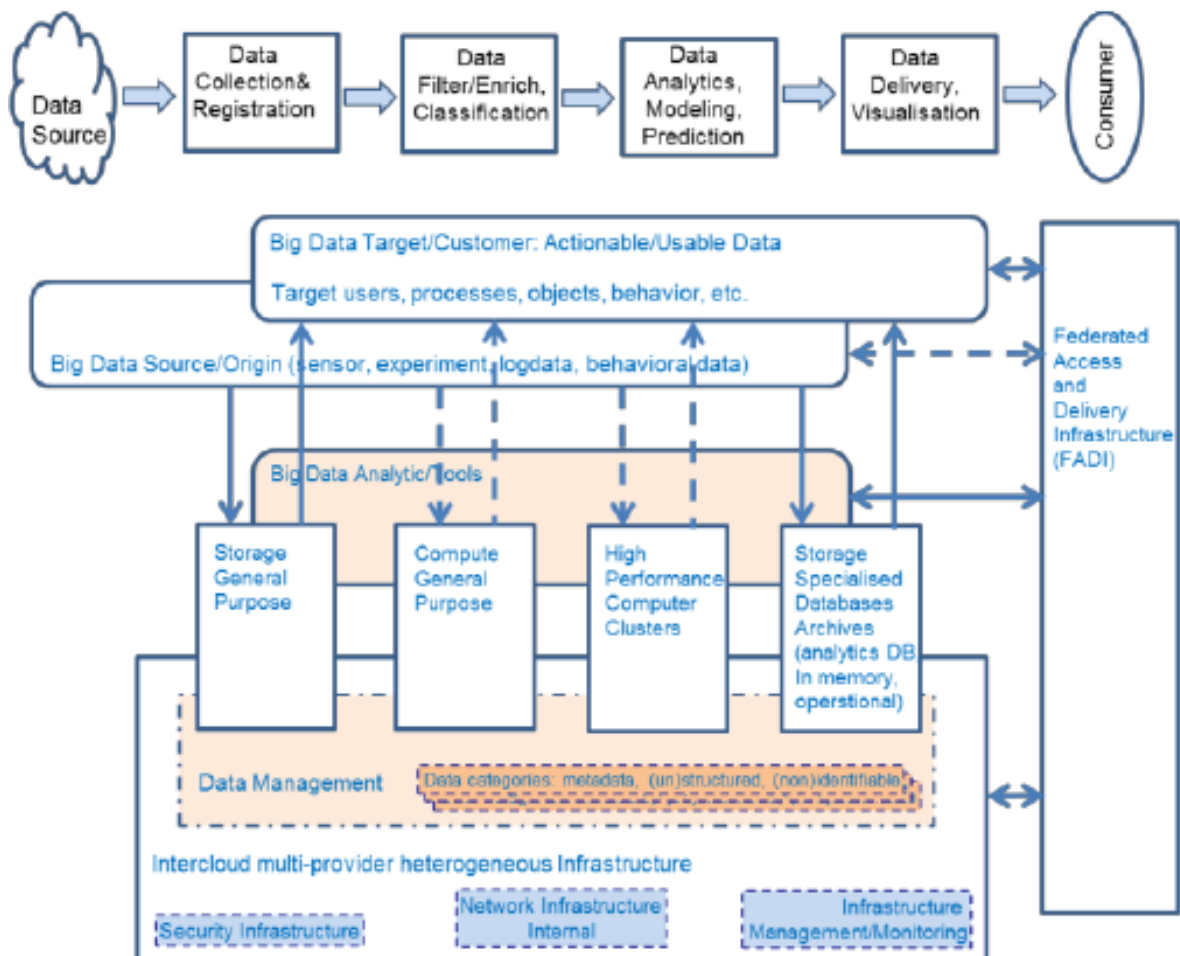 Data
Source
Data
Collection&
Registration
Data
Filter/Enrich,
Classification
Data
Analytics,
Modeling,
Prediction
Data
Delivery,
Visualisation
Consumer
Big Data Target/Customer: Actionable/Usable Data
Target users, processes, objects, behavior, etc.
Big Data Source/Origin (sensor, experiment, logdata, behavioral data)
Big Data Analytic/Tools
Storage
General
Purpose
Compute
General
Purpose
High
Performance
Computer
Clusters
Storage
Specialised
Databases
Archives
(analytics DB
In memory,
operstional)
Federated
Access
and
Delivery
Infrastructure
(FADI)
Data Management
Data categories: metadata, (un)structured, (non)identifiable
Intercloud multi-provider heterogeneous Infrastructure
Security Infrastructure
Network Infrastructure
Internal
Infrastructure
Management/Monitoring